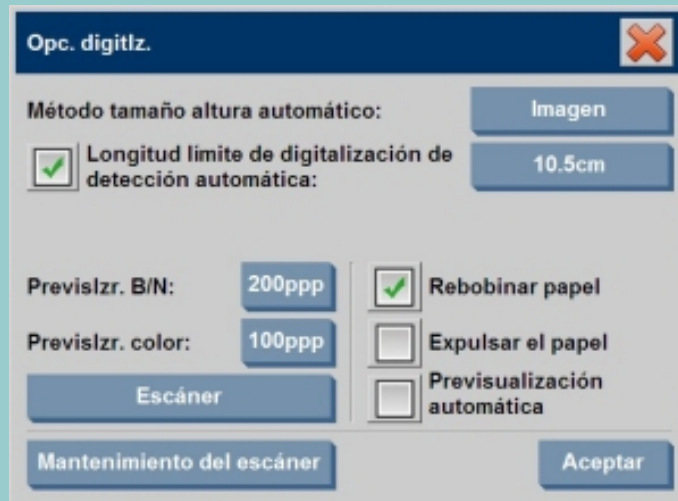 Opc. digitlz.
Método tamaño altura automático:
Imagen
Longitud limite de digitalización de
detección automática:
10.5cm
Previslzr. B/N:
200ppp
Rebobinar papel
Previslzr. color:
100ppp
Expulsar el papel
Escáner
Previsualización
automática
Mantenimiento del escáner
Aceptar